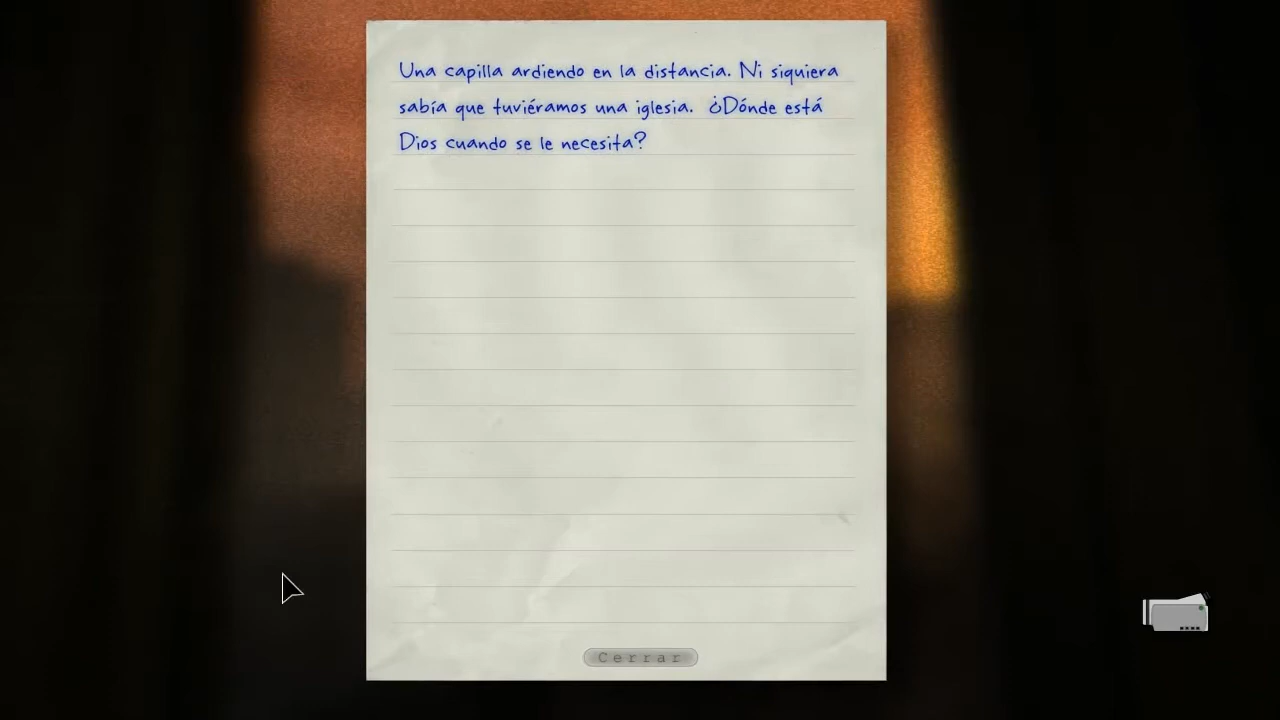 Una capilla ardiendo en la distancia. Ni siquiera
sabía que tuviéramos una iglesia. ¿Dónde está
Dios cuando se le necesita?
Cerrar